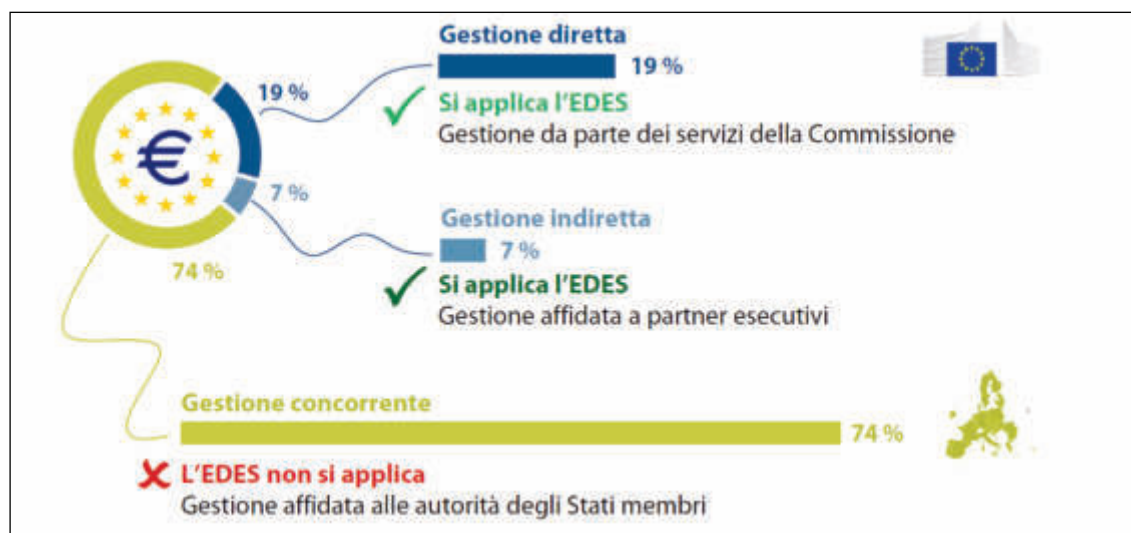 Gestione diretta
19 %
19 %
Si applica l'EDES
Gestione da parte dei servizi della Commissione
€
7 %
Gestione indiretta
7 %
74 %
Si applica l'EDES
Gestione affidata a partner esecutivi
Gestione concorrente
74 %
L'EDES non si applica
Gestione affidata alle autorità degli Stati membri